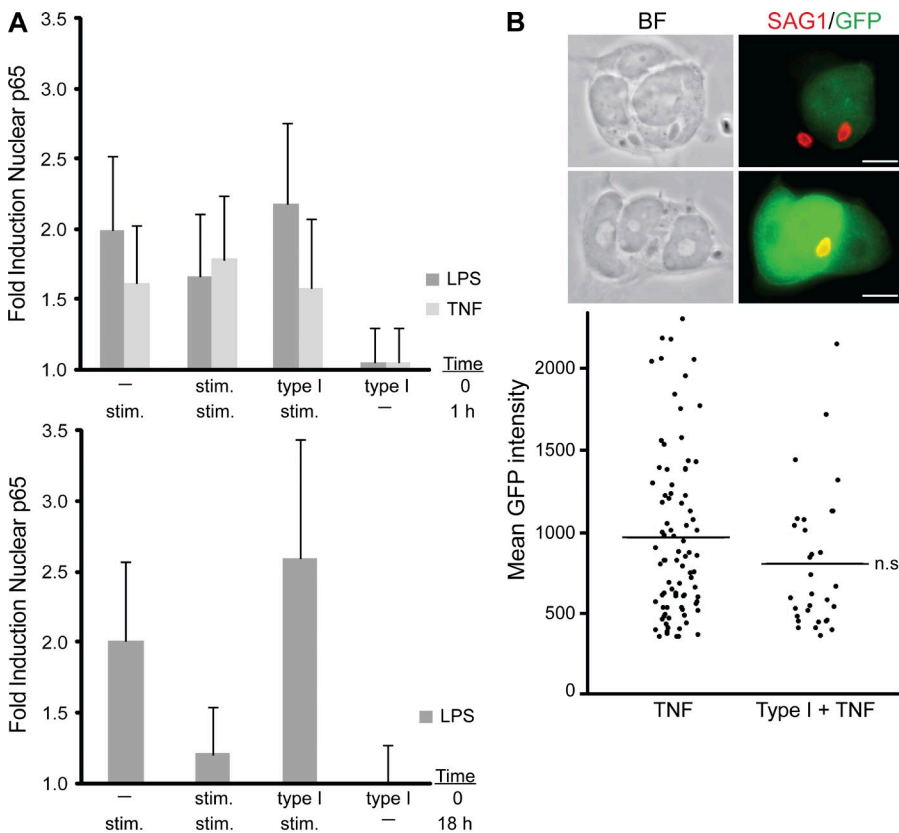 A
3.5
3.0
2.5
2.0
1.5
1.0
Fold Induction Nuclear p65
LPS
TNF
Time
— stim. type I type I 0
stim. stim. stim. — 1 h
3.5
3.0
2.5
2.0
1.5
1.0
Fold Induction Nuclear p65
LPS
Time
— stim. type I type I 0
stim. stim. stim. — 18 h
B
BF SAG1/GFP
2000
1500
1000
500
0
Mean GFP intensity
n.s
TNF Type I + TNF